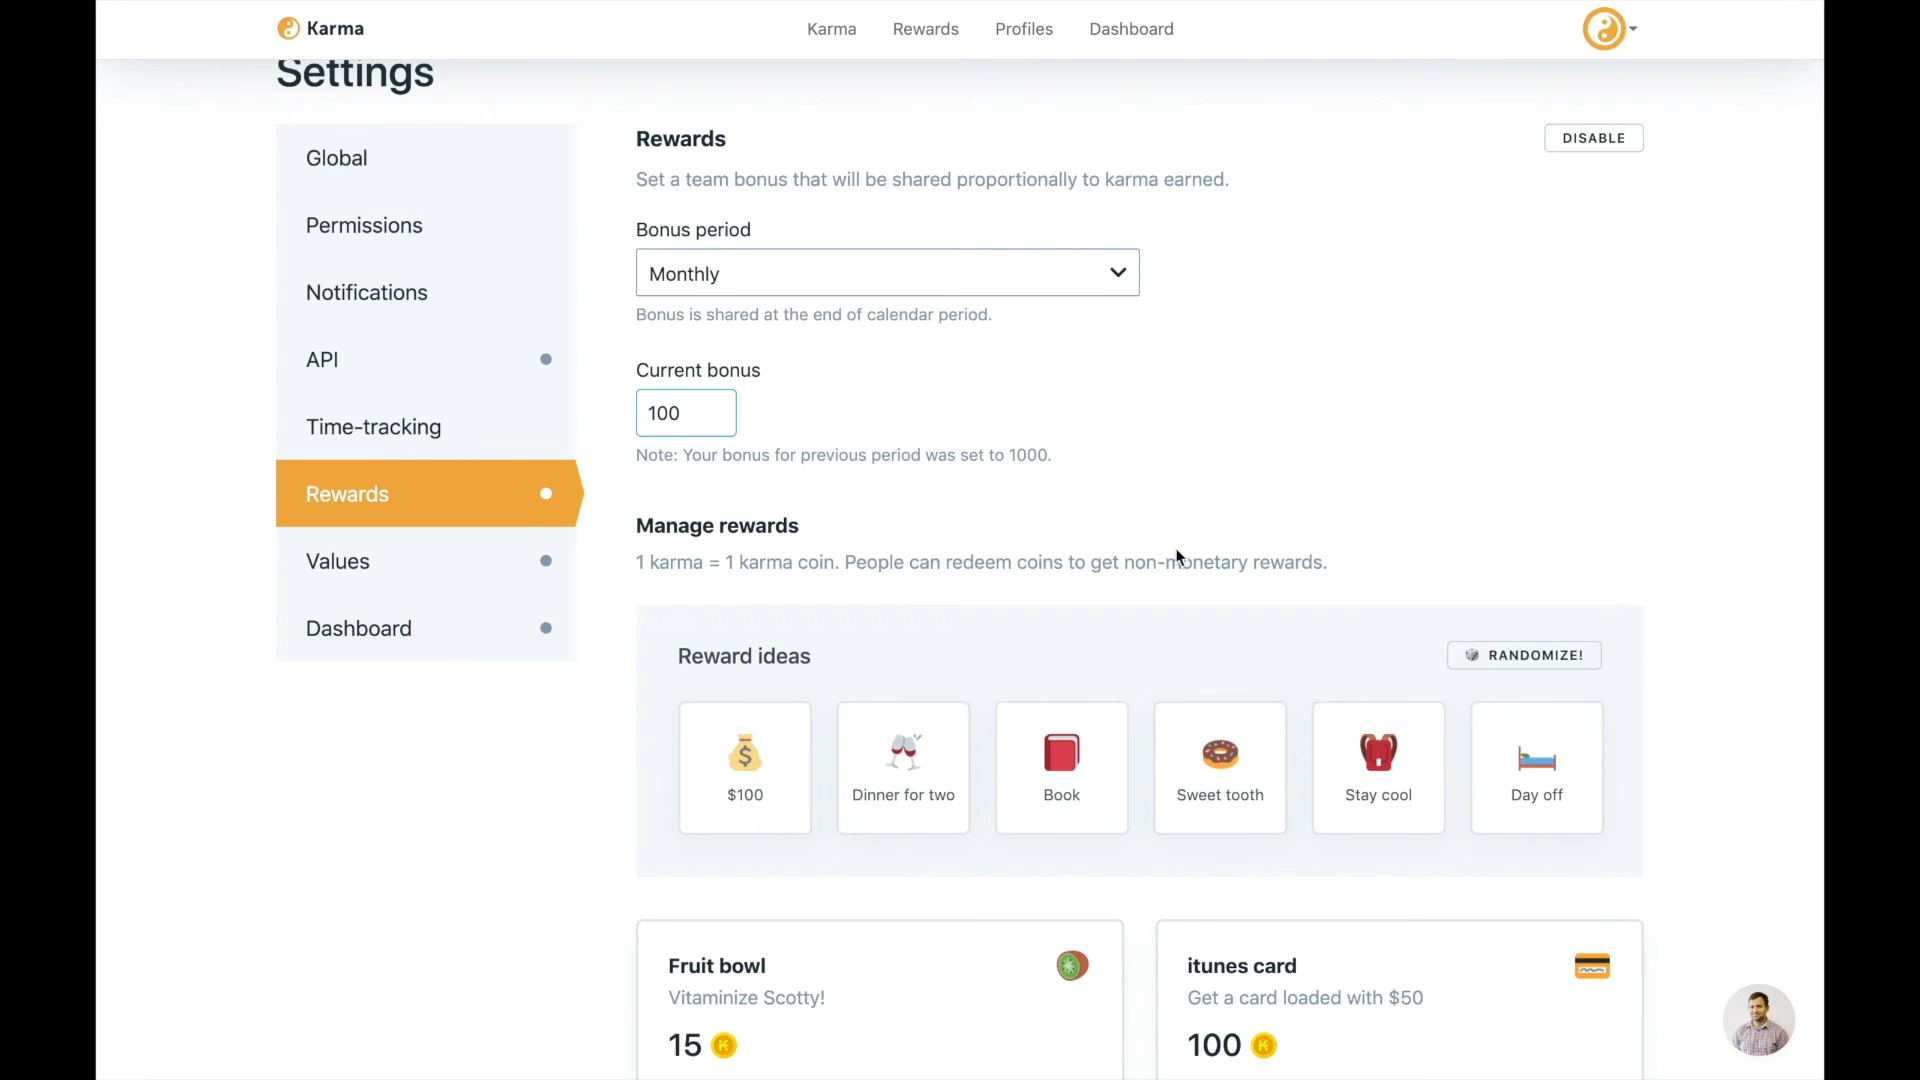 Karma
Karma
Rewards
Profiles
Dashboard
Settings
Global
Permissions
Notifications
API
Time-tracking
Rewards
Values
Dashboard
Rewards
DISABLE
Set a team bonus that will be shared proportionally to karma earned.
Bonus period
Monthly
Bonus is shared at the end of calendar period.
Current bonus
100
Note: Your bonus for previous period was set to 1000.
Manage rewards
1 karma = 1 karma coin. People can redeem coins to get non-monetary rewards.
Reward ideas
RANDOMIZE!
$100
Dinner for two
Book
Sweet tooth
Stay cool
Day off
Fruit bowl
Vitaminize Scotty!
15
itunes card
Get a card loaded with $50
100